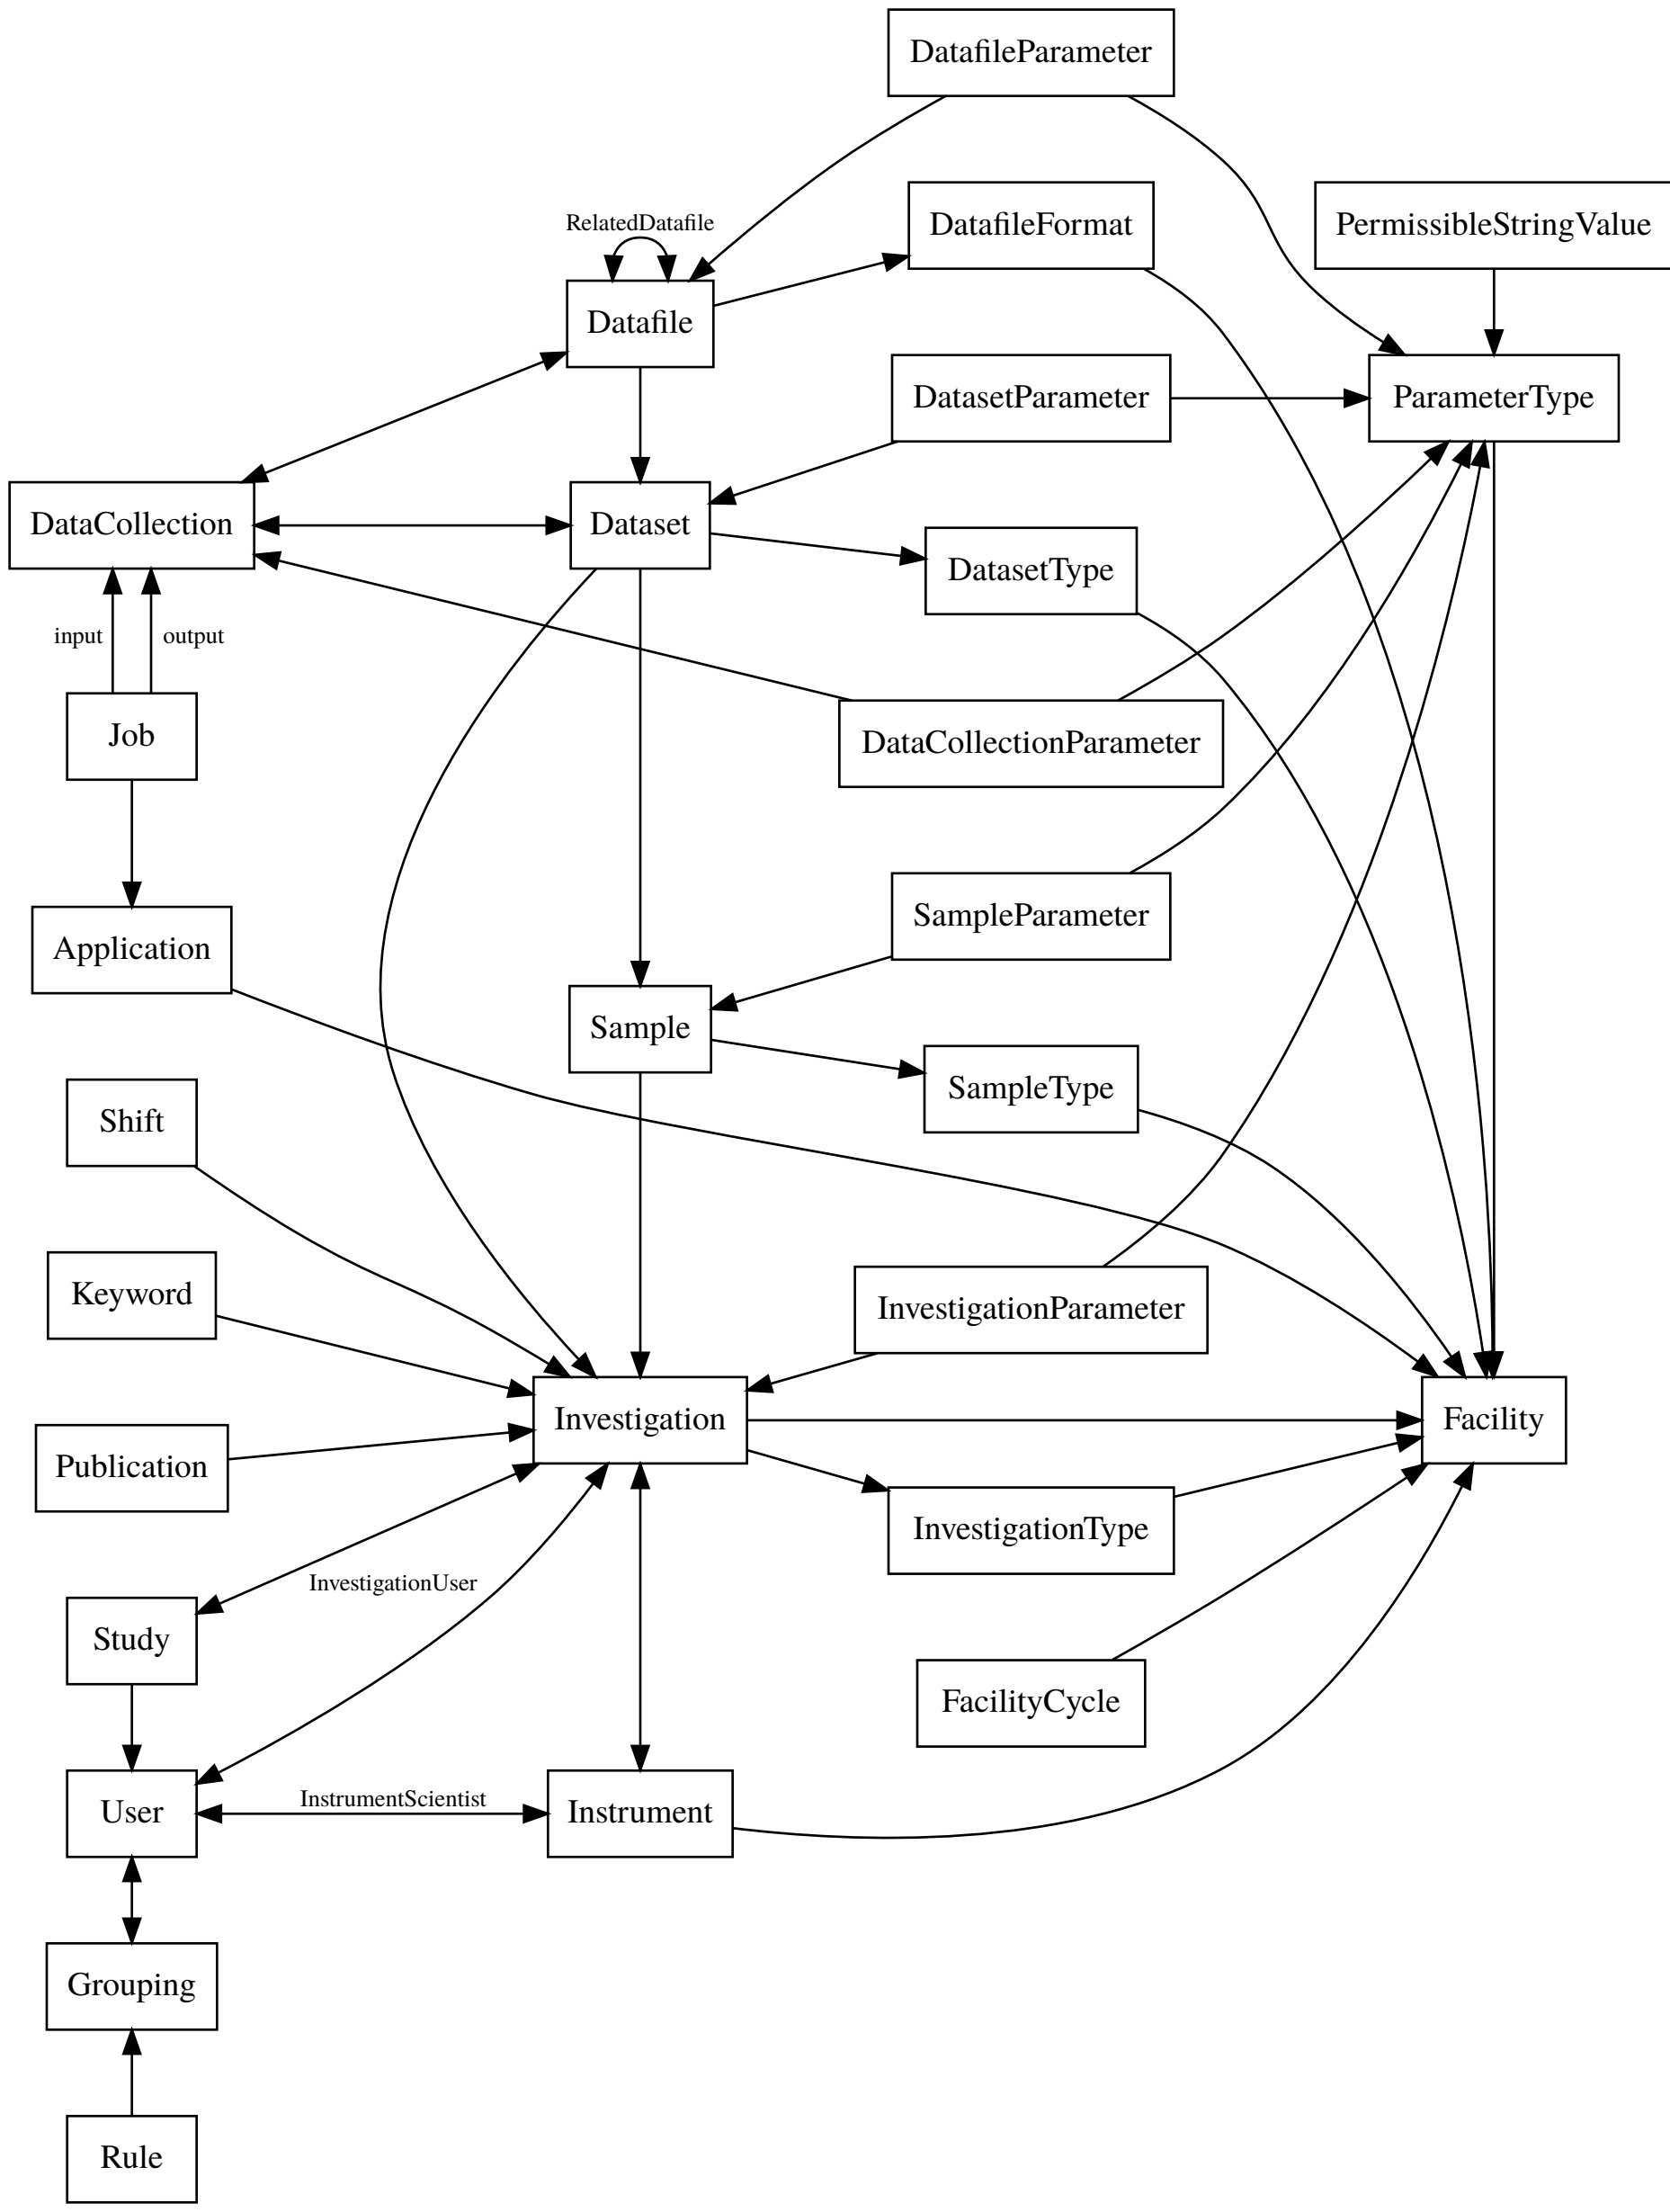 DatafileParameter
RelatedDatafile
DatafileFormat
PermissibleStringValue
Datafile
DatasetParameter
ParameterType
DataCollection
Dataset
DatasetType
input
output
Job
DataCollectionParameter
SampleParameter
Application
Sample
SampleType
Shift
Keyword
InvestigationParameter
Investigation
Facility
Publication
InvestigationType
InvestigationUser
Study
FacilityCycle
InstrumentScientist
User
Instrument
Grouping
Rule